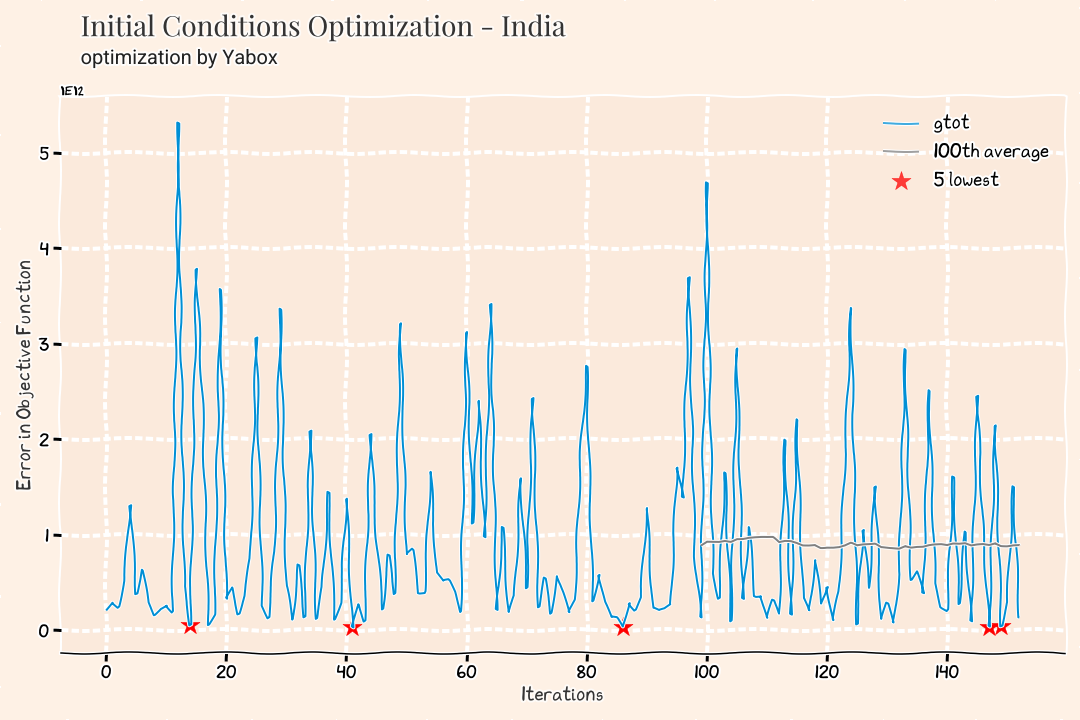 Initial Conditions Optimization - India
optimization by Yabox
1E12
gtot
100th average
5 lowest
5
4
3
2
1
0
Error in Objective Function
0 20 40 60 80 100 120 140
Iterations